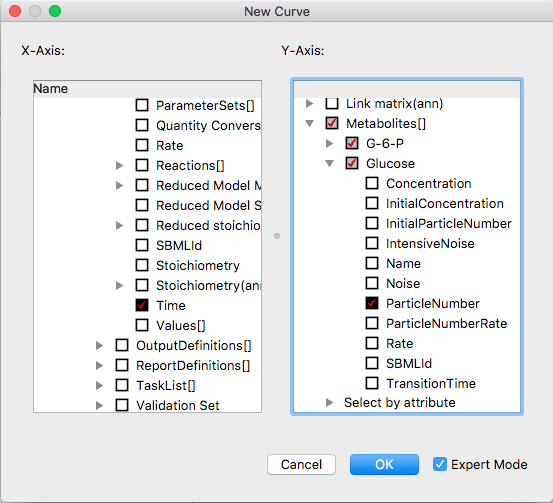 New Curve
X-Axis:
Y-Axis:
Name
ParameterSets[]
Quantity Convers
Rate
Reactions[]
Reduced Model M
Reduced Model S
Reduced stoichio
SBMLId
Stoichiometry
Stoichiometry(ann
Time
Values[]
OutputDefinitions[]
ReportDefinitions[]
TaskList[]
Validation Set
Link matrix(ann)
Metabolites[]
G-6-P
Glucose
Concentration
InitialConcentration
InitialParticleNumber
IntensiveNoise
Name
Noise
ParticleNumber
ParticleNumberRate
Rate
SBMLId
TransitionTime
Select by attribute
Cancel
OK
Expert Mode